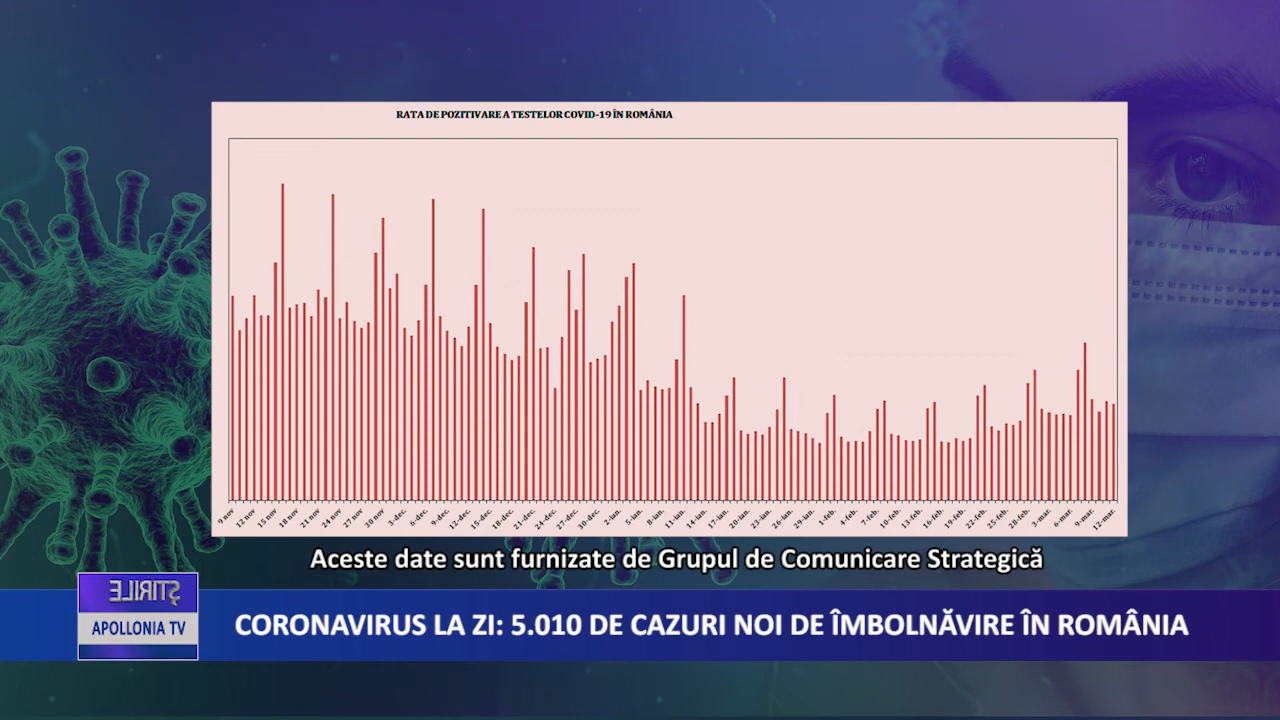 RATA DE POZITIVARE A TESTELOR COVID-19 ÎN ROMÂNIA
9 nov
12 nov
15 nov
18 nov
21 nov
24 nov
27 nov
30 nov
3-dec.
6-dec.
9-dec.
12-dec.
15-dec.
18-dec.
21-dec.
24-dec.
27-dec.
30-dec.
2-ian.
5-ian.
8-ian.
11-ian.
14-ian.
17-ian.
20-ian.
23-ian.
26-ian.
29-ian.
1-feb.
4-feb.
7-feb.
10-feb.
13-feb.
16-feb.
19-feb.
22-feb.
25-feb.
28-feb.
3-mar.
6-mar.
9-mar.
12-mar.
Aceste date sunt furnizate de Grupul de Comunicare Strategică
ŞTIRILE
APOLLONIA TV
CORONAVIRUS LA ZI: 5.010 DE CAZURI NOI DE ÎMBOLNĂVIRE ÎN ROMÂNIA